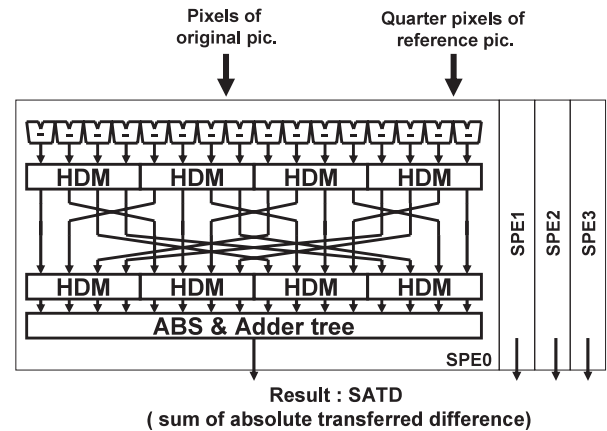 Pixels of
original pic.
Quarter pixels of
reference pic.
- - - - - - - - - - - - - - - -
HDM HDM HDM HDM
HDM HDM HDM HDM
ABS & Adder tree
SPE0
SPE1
SPE2
SPE3
Result : SATD
( sum of absolute transferred difference)